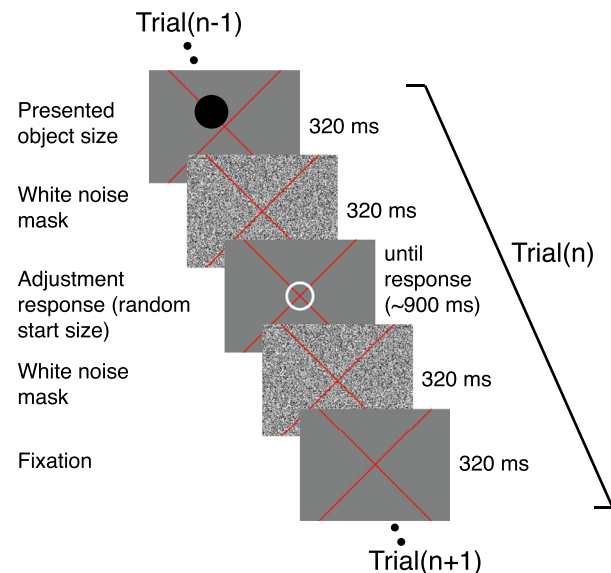 Trial(n-1)
Presented
object size
320 ms
White noise
mask
320 ms
Adjustment
response (random
start size)
until
response
(~900 ms)
Trial(n)
White noise
mask
320 ms
Fixation
320 ms
Trial(n+1)